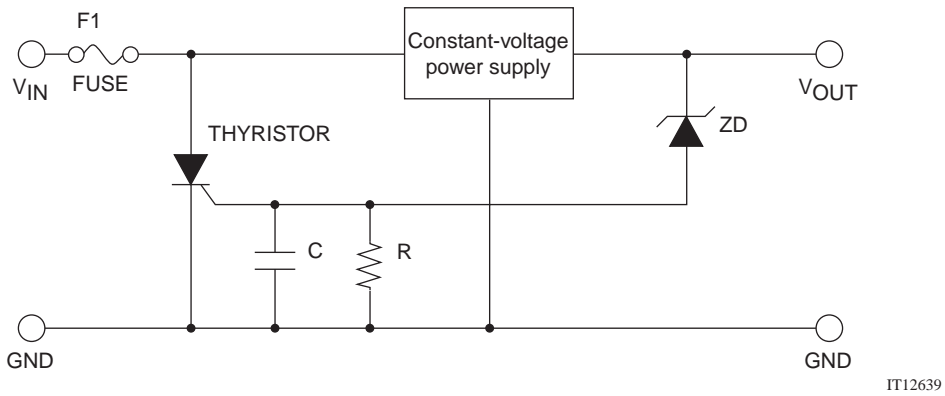 F1
Constant-voltage
power supply
VIN
FUSE
VOUT
THYRISTOR
ZD
C
R
GND
GND
IT12639